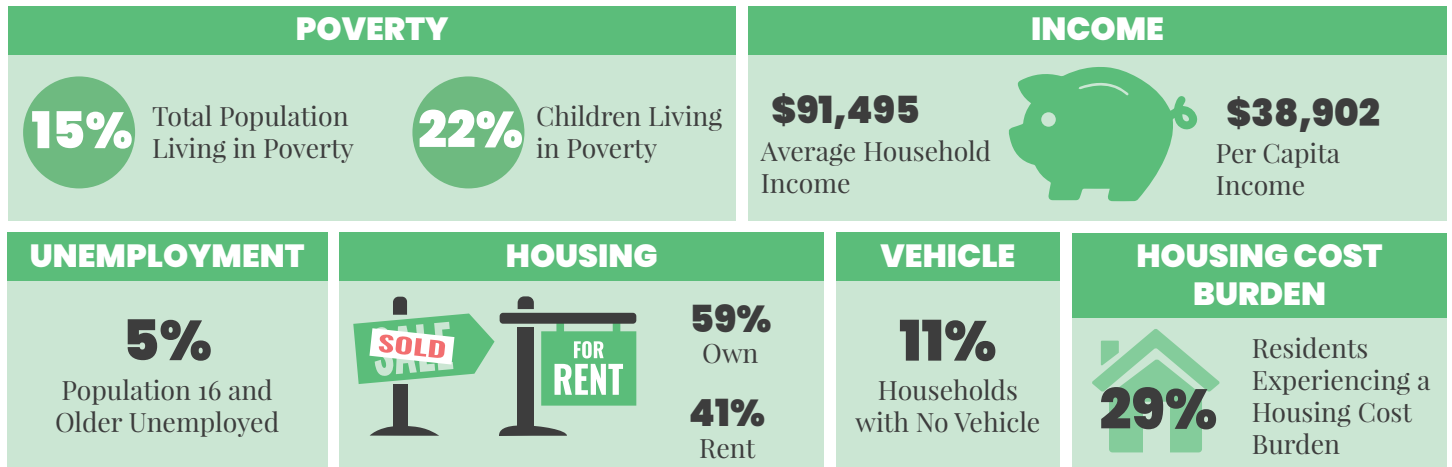 POVERTY
15%
Total Population
Living in Poverty
22%
Children Living
in Poverty
INCOME
$91,495
Average Household
Income
$38,902
Per Capita
Income
UNEMPLOYMENT
5%
Population 16 and
Older Unemployed
HOUSING
SALE
SOLD
FOR
RENT
59%
Own
41%
Rent
VEHICLE
11%
Households
with No Vehicle
HOUSING COST
BURDEN
29%
Residents
Experiencing a
Housing Cost
Burden